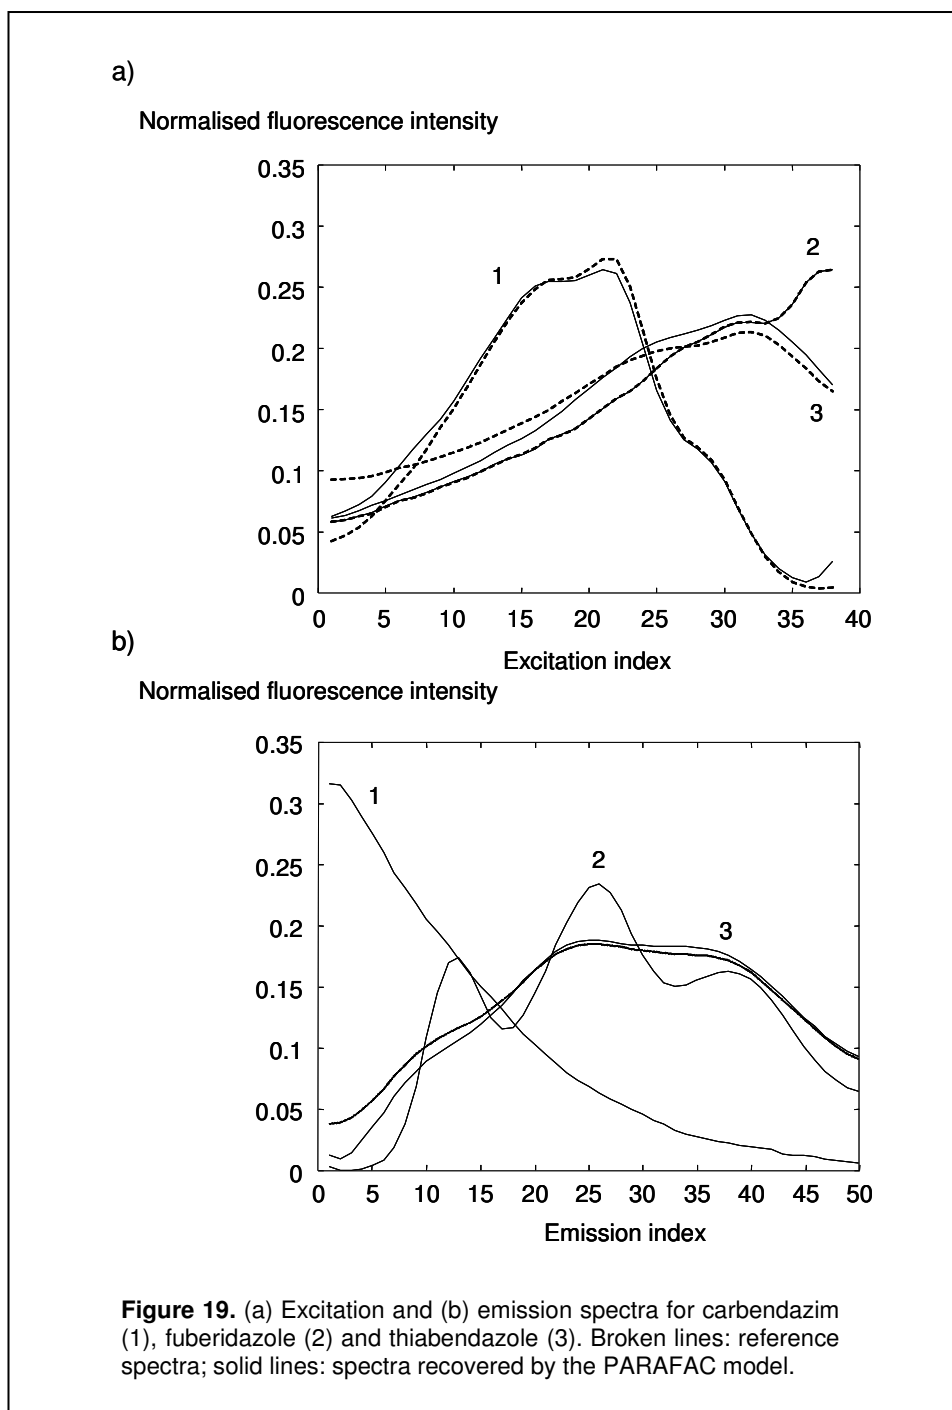 a)
Normalised fluorescence intensity
0.35
0.3
0.25
0.2
0.15
0.1
0.05
0
1
2
3
0 5 10 15 20 25 30 35 40
Excitation index
b)
Normalised fluorescence intensity
0.35
0.3
0.25
0.2
0.15
0.1
0.05
0
1
2
3
0 5 10 15 20 25 30 35 40 45 50
Emission index
Figure 19. (a) Excitation and (b) emission spectra for carbendazim
(1), fuberidazole (2) and thiabendazole (3). Broken lines: reference
spectra; solid lines: spectra recovered by the PARAFAC model.